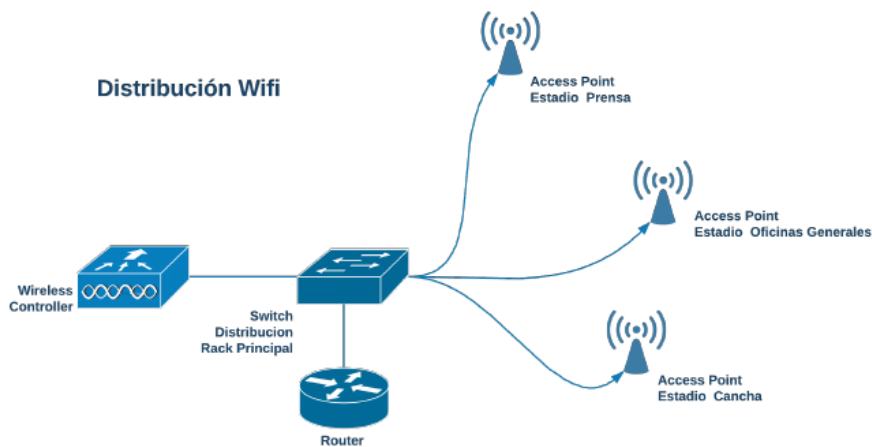 Distribución Wifi
Access Point
Estadio Prensa
Access Point
Estadio Oficinas Generales
Wireless
Controller
Switch
Distribucion
Rack Principal
Access Point
Estadio Cancha
Router